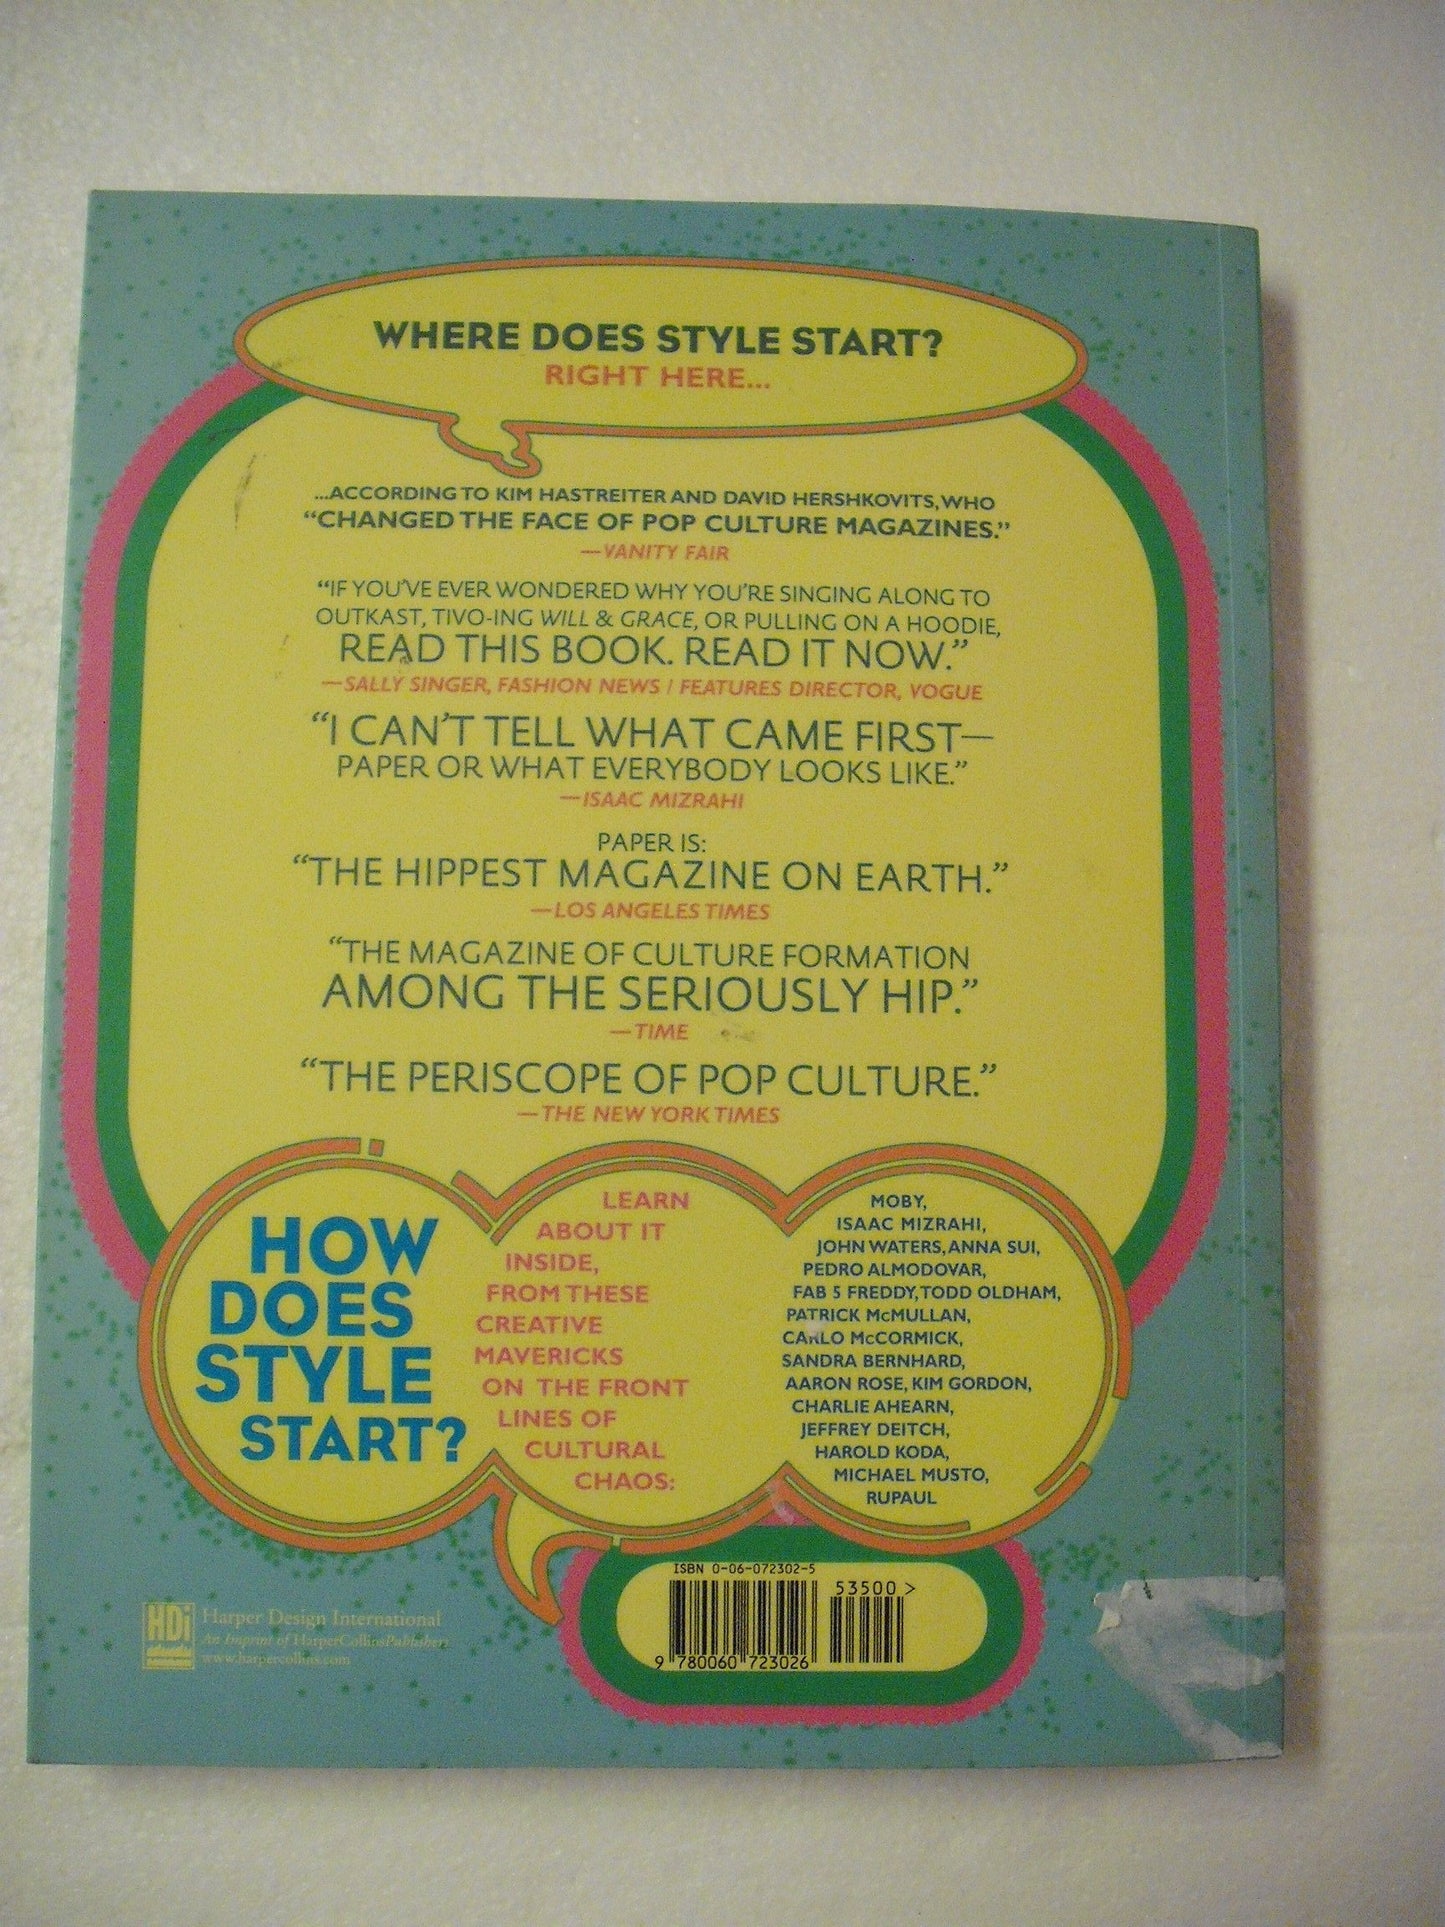 WHERE DOES STYLE START?
RIGHT HERE...
...ACCORDING TO KIM HASTREITER AND DAVID HERSHKOVITS, WHO
“CHANGED THE FACE OF POP CULTURE MAGAZINES.”
—VANITY FAIR
“IF YOU’VE EVER WONDERED WHY YOU’RE SINGING ALONG TO
OUTKAST, TIVO-ING WILL & GRACE, OR PULLING ON A HOODIE,
READ THIS BOOK. READ IT NOW.”
—SALLY SINGER, FASHION NEWS / FEATURES DIRECTOR, VOGUE
“I CAN’T TELL WHAT CAME FIRST—
PAPER OR WHAT EVERYBODY LOOKS LIKE.”
—ISAAC MIZRAHI
PAPER IS:
“THE HIPPEST MAGAZINE ON EARTH.”
—LOS ANGELES TIMES
“THE MAGAZINE OF CULTURE FORMATION
AMONG THE SERIOUSLY HIP.”
—TIME
“THE PERISCOPE OF POP CULTURE.”
—THE NEW YORK TIMES
HOW
DOES
STYLE
START?
LEARN
ABOUT IT
INSIDE,
FROM THESE
CREATIVE
MAVERICKS
ON THE FRONT
LINES OF
CULTURAL
CHAOS:
MOBY,
ISAAC MIZRAHI,
JOHN WATERS, ANNA SUI,
PEDRO ALMODOVAR,
FAB 5 FREDDY, TODD OLDHAM,
PATRICK McMULLAN,
CARLO McCORMICK,
SANDRA BERNHARD,
AARON ROSE, KIM GORDON,
CHARLIE AHEARN,
JEFFREY DEITCH,
HAROLD KODA,
MICHAEL MUSTO,
RUPAUL
ISBN 0-06-072302-5
53500 >
9 780060 723026
HDi
Harper Design International
An Imprint of HarperCollinsPublishers
www.harpercollins.com